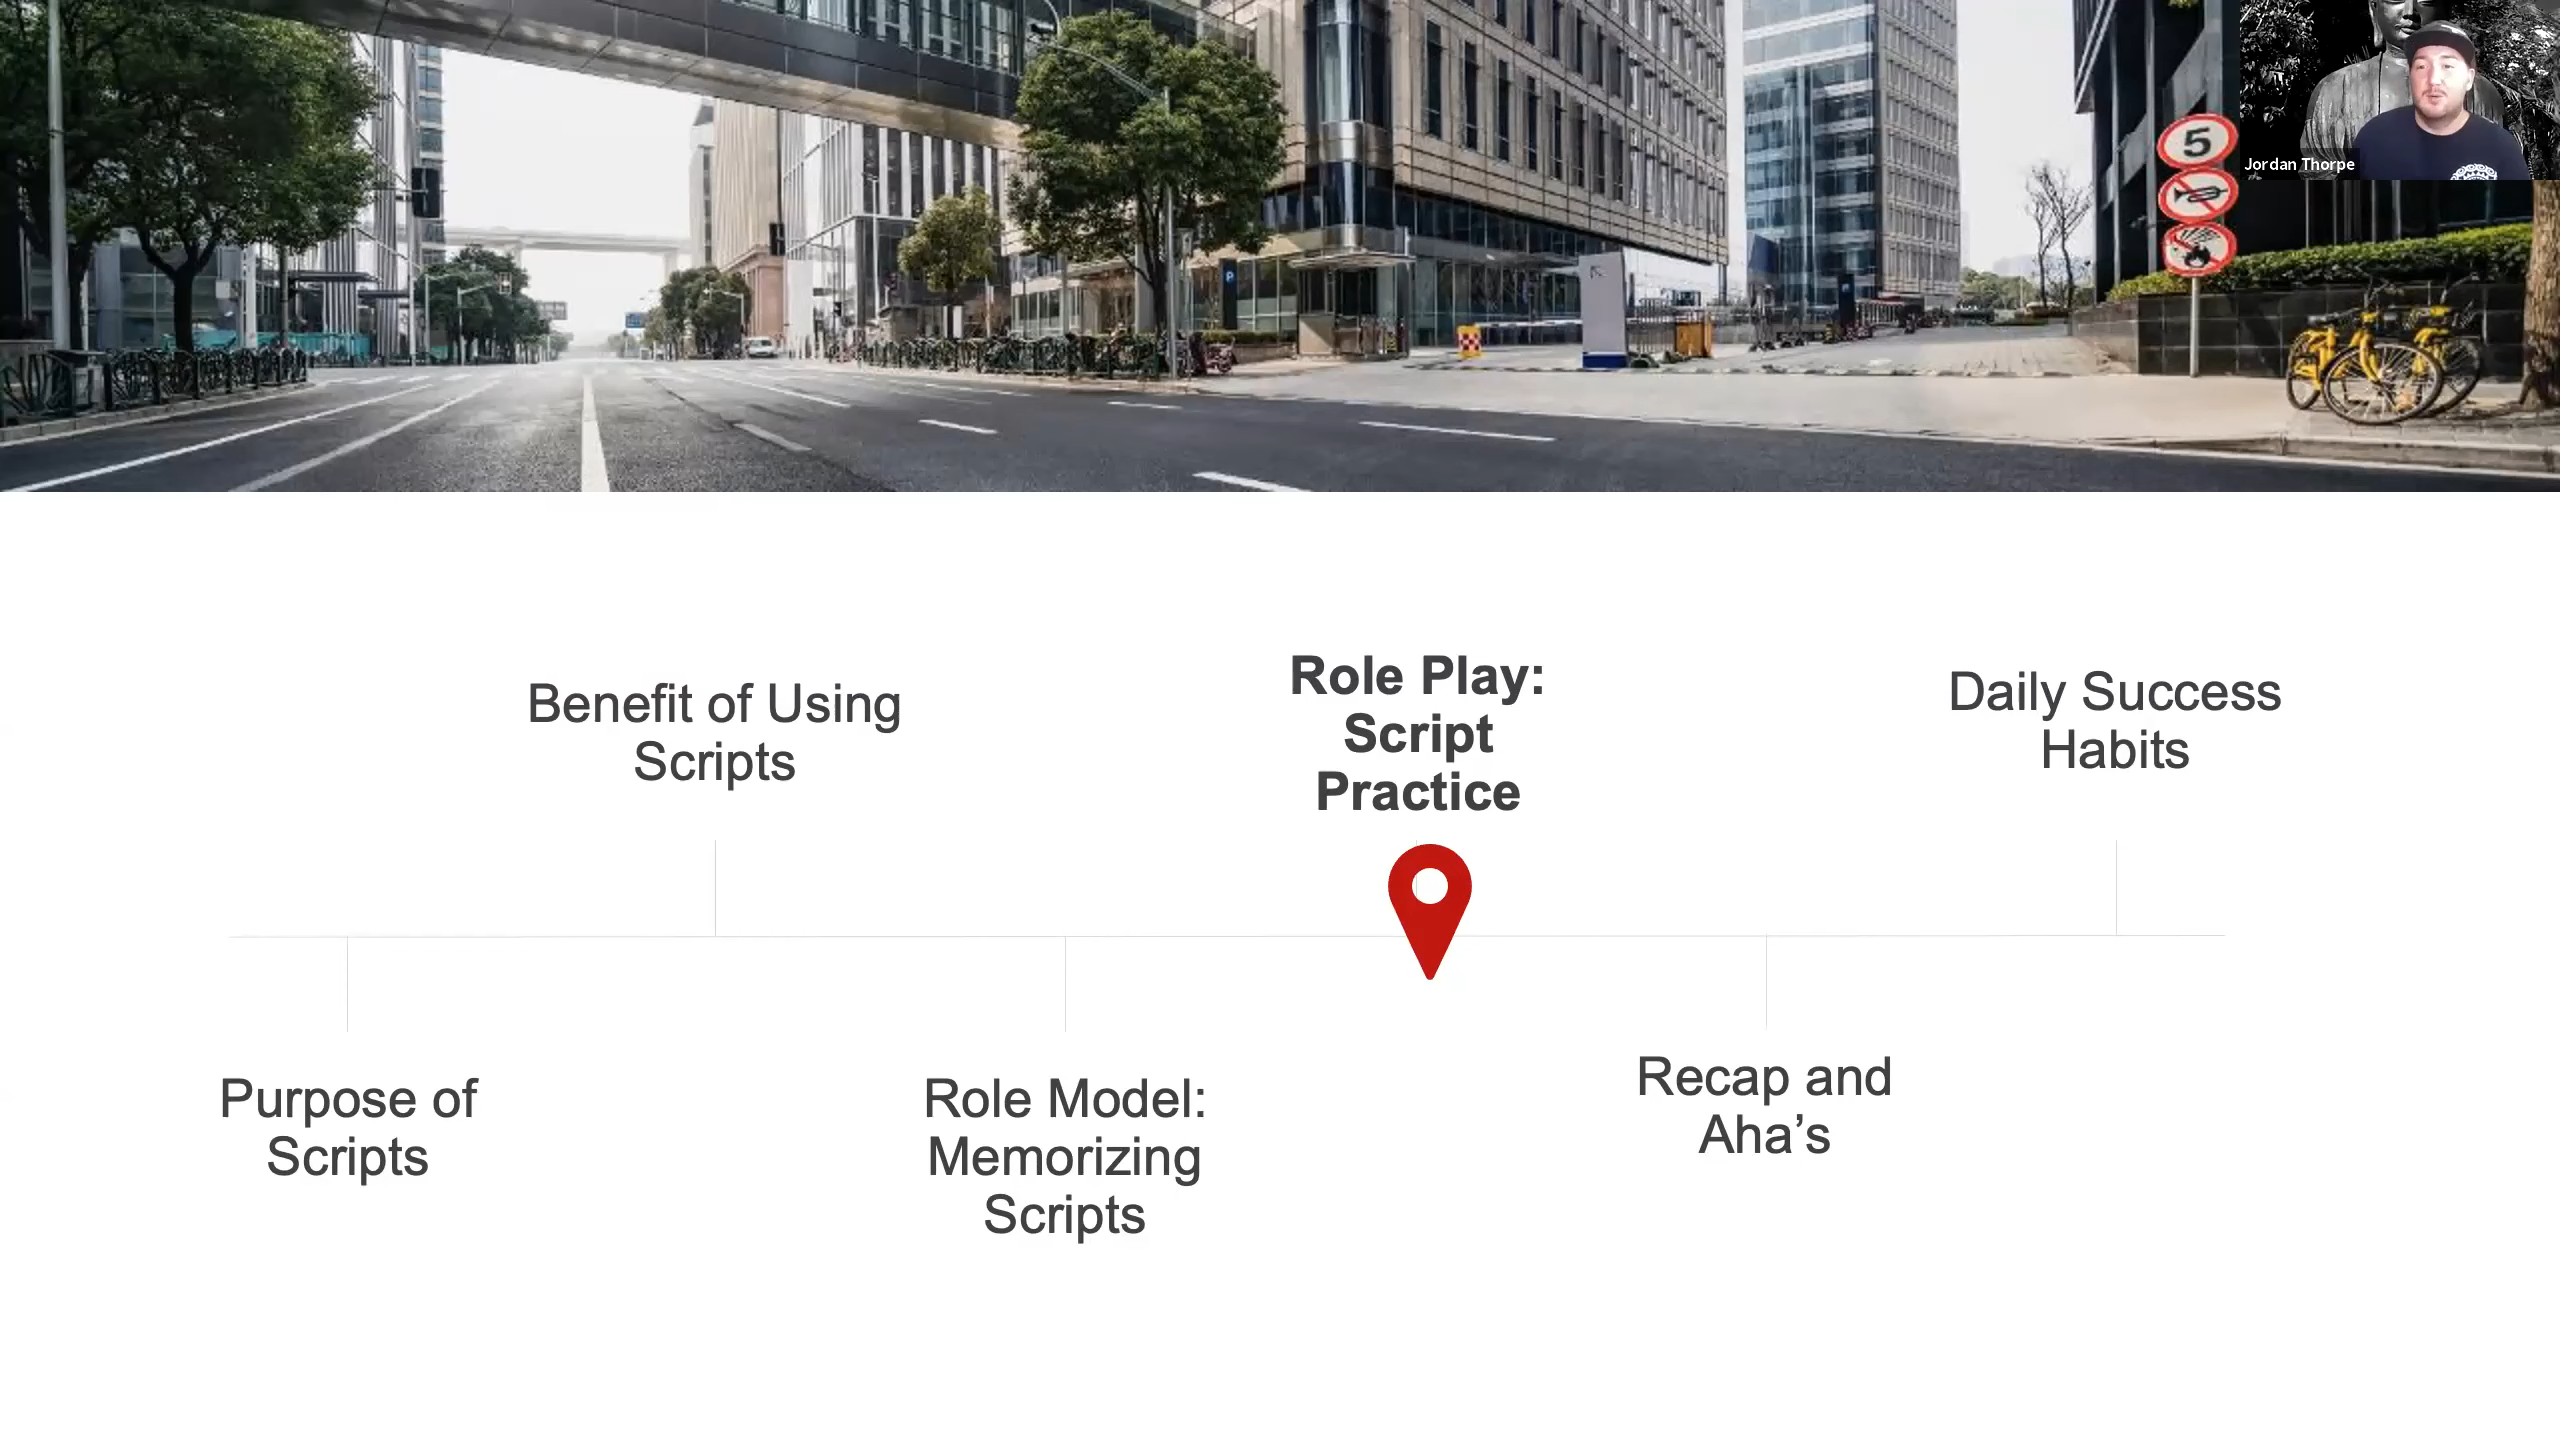 5
Jordan Thorpe
P
Benefit of Using
Scripts
Role Play:
Script
Practice
Daily Success
Habits
Purpose of
Scripts
Role Model:
Memorizing
Scripts
Recap and
Aha’s